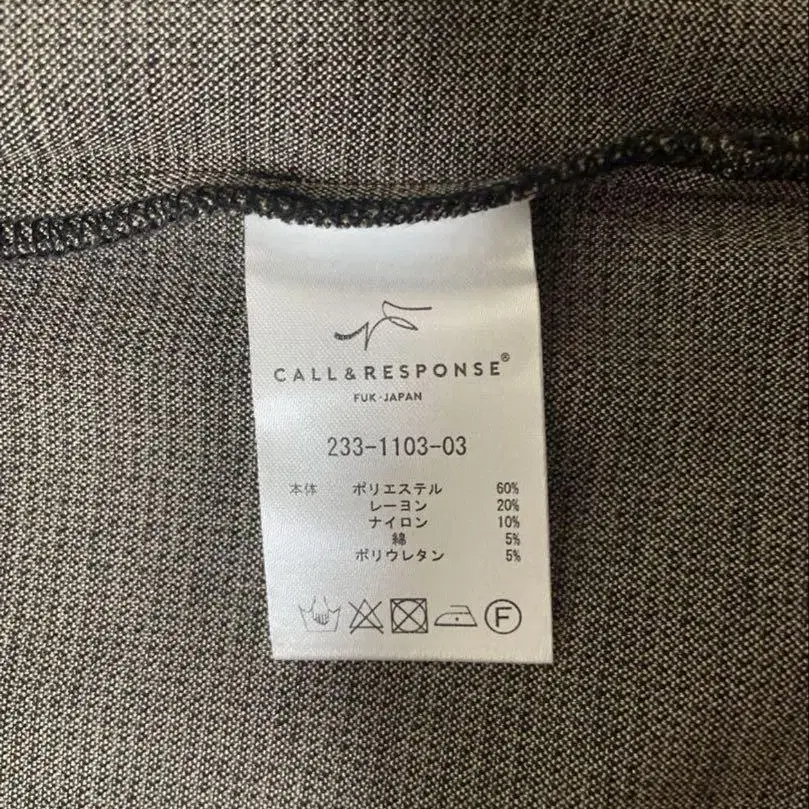 CALL&RESPONSE®
FUK・JAPAN
233-1103-03
本体 ポリエステル 60%
レーヨン 20%
ナイロン 10%
綿 5%
ポリウレタン 5%
F